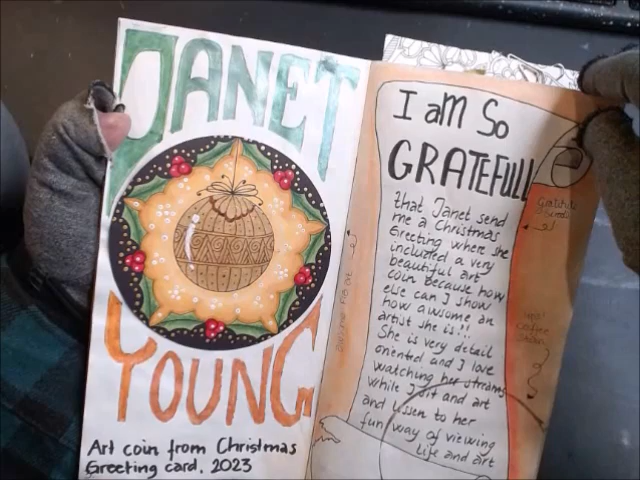 JANET
YOUNG
Art coin from Christmas
Greeting card, 2023
I am So
GRATEFULL
that Janet send
me a Christmas
Greeting where she
included a very
beautiful art
coin because how
else can I show
how awsome an
artist she is!!
She is very detail
oriented and I love
watching her streams
while I sit and art
and lissen to her
fun way of viewing
life and art
Gratitude
coffee